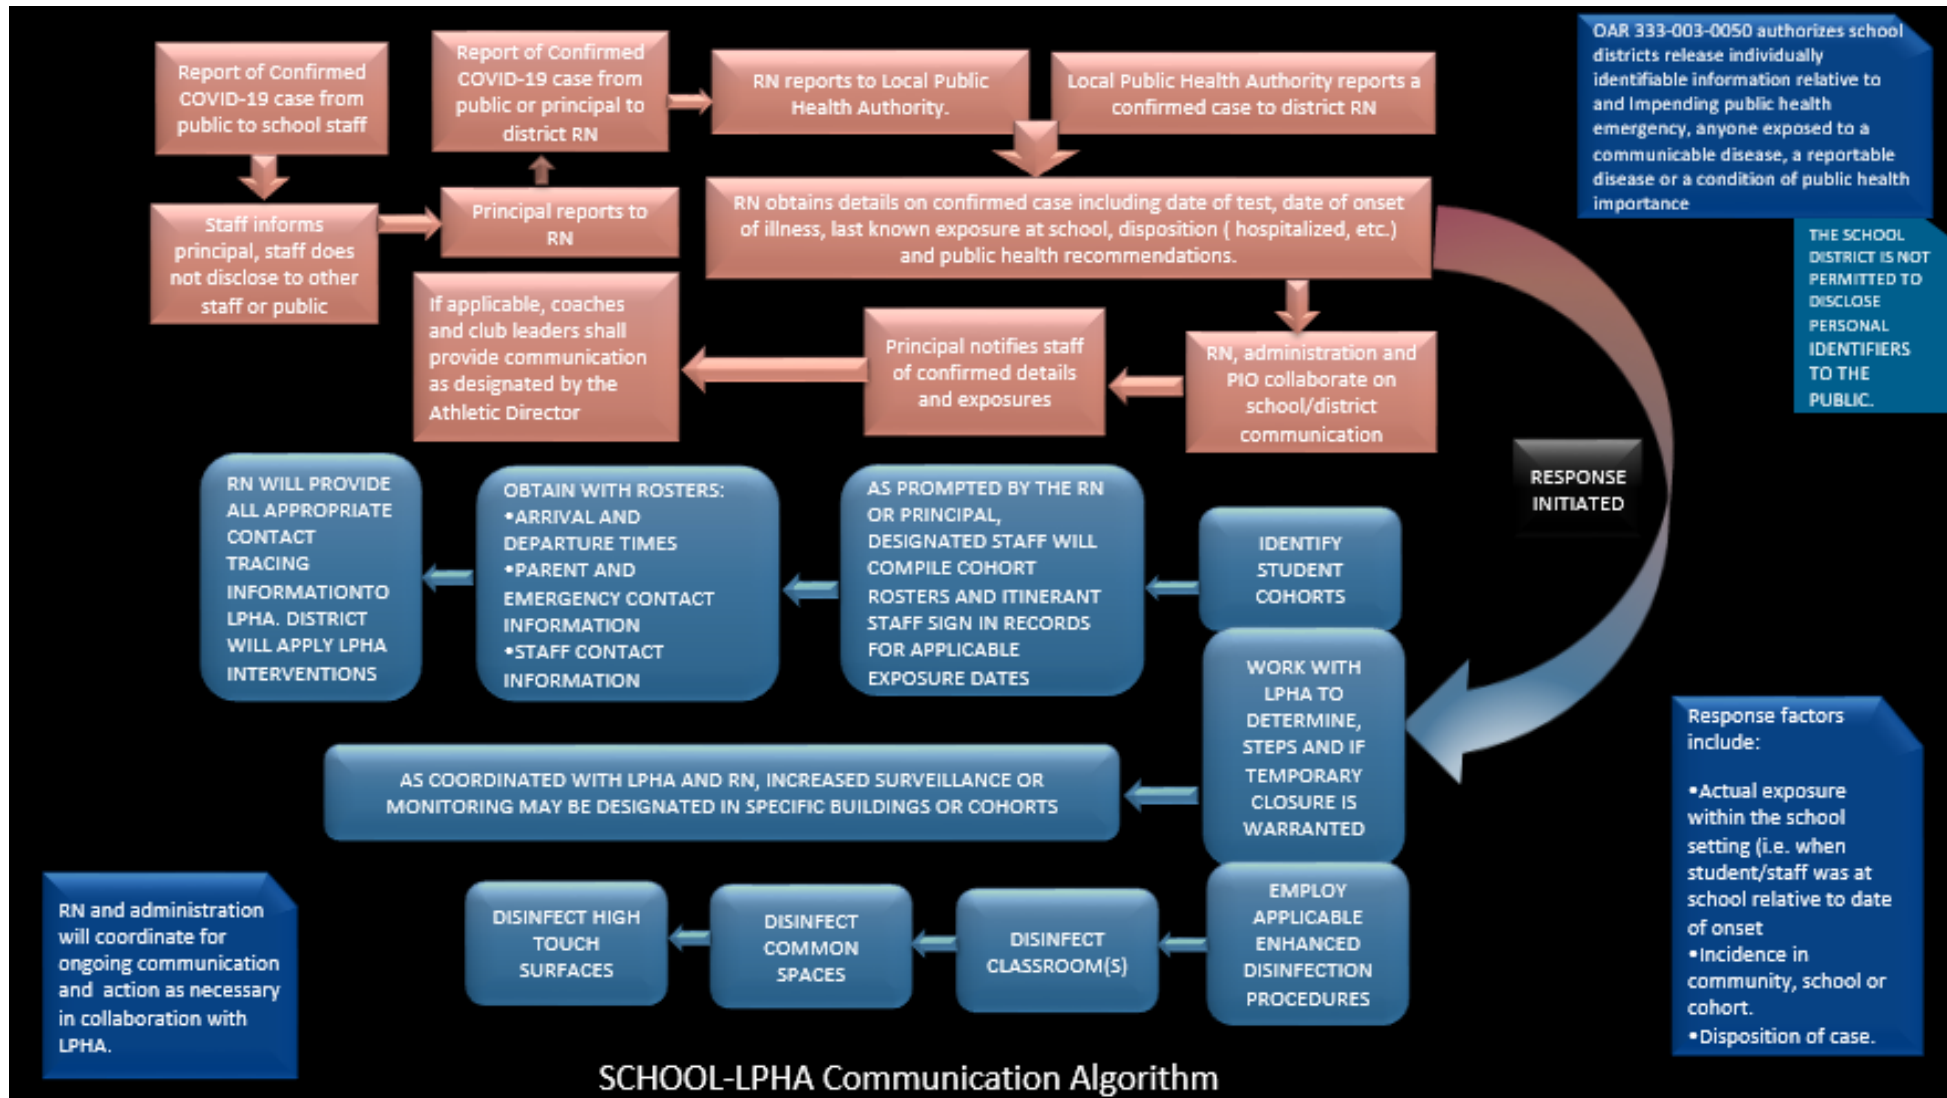 Report of Confirmed
COVID-19 case from
public to school staff
Report of Confirmed
COVID-19 case from
public or principal to
district RN
RN reports to Local Public
Health Authority.
Local Public Health Authority reports a
confirmed case to district RN
OAR 333-003-0050 authorizes school
districts release individually
identifiable information relative to
and Impending public health
emergency, anyone exposed to a
communicable disease, a reportable
disease or a condition of public health
importance
Staff informs
principal, staff does
not disclose to other
staff or public
Principal reports to
RN
RN obtains details on confirmed case including date of test, date of onset
of illness, last known exposure at school, disposition ( hospitalized, etc.)
and public health recommendations.
THE SCHOOL
DISTRICT IS NOT
PERMITTED TO
DISCLOSE
PERSONAL
IDENTIFIERS
TO THE
PUBLIC.
If applicable, coaches
and club leaders shall
provide communication
as designated by the
Athletic Director
Principal notifies staff
of confirmed details
and exposures
RN, administration and
PIO collaborate on
school/district
communication
RESPONSE
INITIATED
RN WILL PROVIDE
ALL APPROPRIATE
CONTACT
TRACING
INFORMATIONTO
LPHA. DISTRICT
WILL APPLY LPHA
INTERVENTIONS
OBTAIN WITH ROSTERS:
•ARRIVAL AND
DEPARTURE TIMES
•PARENT AND
EMERGENCY CONTACT
INFORMATION
•STAFF CONTACT
INFORMATION
AS PROMPTED BY THE RN
OR PRINCIPAL,
DESIGNATED STAFF WILL
COMPILE COHORT
ROSTERS AND ITINERANT
STAFF SIGN IN RECORDS
FOR APPLICABLE
EXPOSURE DATES
IDENTIFY
STUDENT
COHORTS
WORK WITH
LPHA TO
DETERMINE,
STEPS AND IF
TEMPORARY
CLOSURE IS
WARRANTED
AS COORDINATED WITH LPHA AND RN, INCREASED SURVEILLANCE OR
MONITORING MAY BE DESIGNATED IN SPECIFIC BUILDINGS OR COHORTS
Response factors
include:
•Actual exposure
within the school
setting (i.e. when
student/staff was at
school relative to date
of onset
•Incidence in
community, school or
cohort.
•Disposition of case.
RN and administration
will coordinate for
ongoing communication
and action as necessary
in collaboration with
LPHA.
DISINFECT HIGH
TOUCH
SURFACES
DISINFECT
COMMON
SPACES
DISINFECT
CLASSROOM(S)
EMPLOY
APPLICABLE
ENHANCED
DISINFECTION
PROCEDURES
SCHOOL-LPHA Communication Algorithm